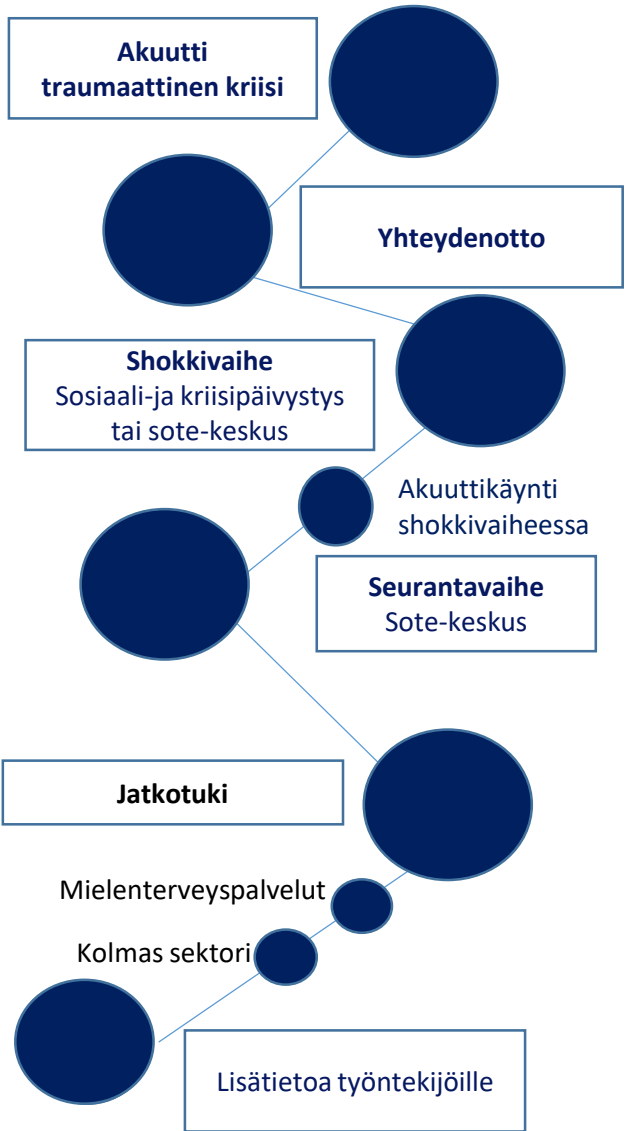 Akuutti
traumaattinen kriisi
Yhteydenotto
Shokkivaihe
Sosiaali-ja kriisipäivystys
tai sote-keskus
Akuuttikäynti
shokkivaiheessa
Seurantavaihe
Sote-keskus
Jatkotuki
Mielenterveyspalvelut
Kolmas sektori
Lisätietoa työntekijöille